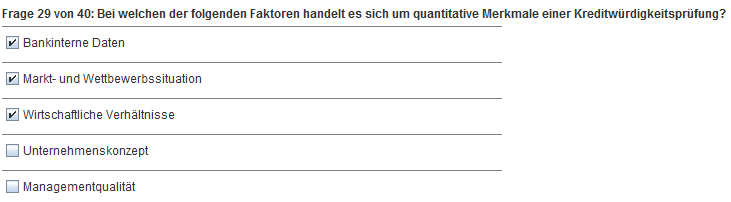 Frage 29 von 40: Bei welchen der folgenden Faktoren handelt es sich um quantitative Merkmale einer Kreditwürdigkeitsprüfung?
Bankinterne Daten
Markt- und Wettbewerbssituation
Wirtschaftliche Verhältnisse
Unternehmenskonzept
Managementqualität